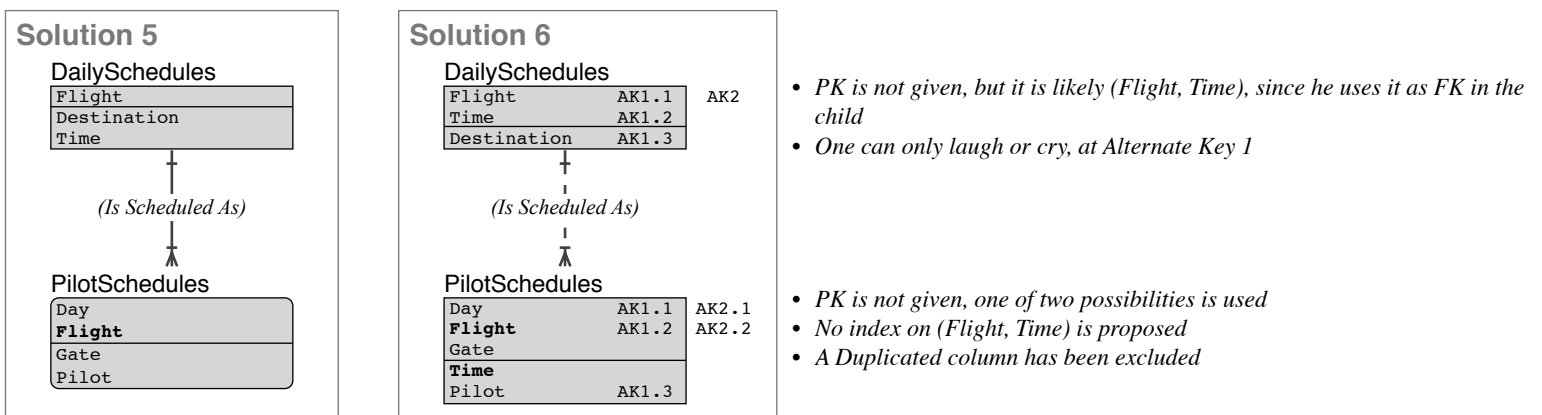 Solution 5
DailySchedules
Flight
Destination
Time
(Is Scheduled As)
PilotSchedules
Day
Flight
Gate
Pilot
Solution 6
DailySchedules
Flight AK1.1 AK2
Time AK1.2
Destination AK1.3
(Is Scheduled As)
PilotSchedules
Day AK1.1 AK2.1
Flight AK1.2 AK2.2
Gate
Time
Pilot AK1.3
• PK is not given, but it is likely (Flight, Time), since he uses it as FK in the
child
• One can only laugh or cry, at Alternate Key 1
• PK is not given, one of two possibilities is used
• No index on (Flight, Time) is proposed
• A Duplicated column has been excluded